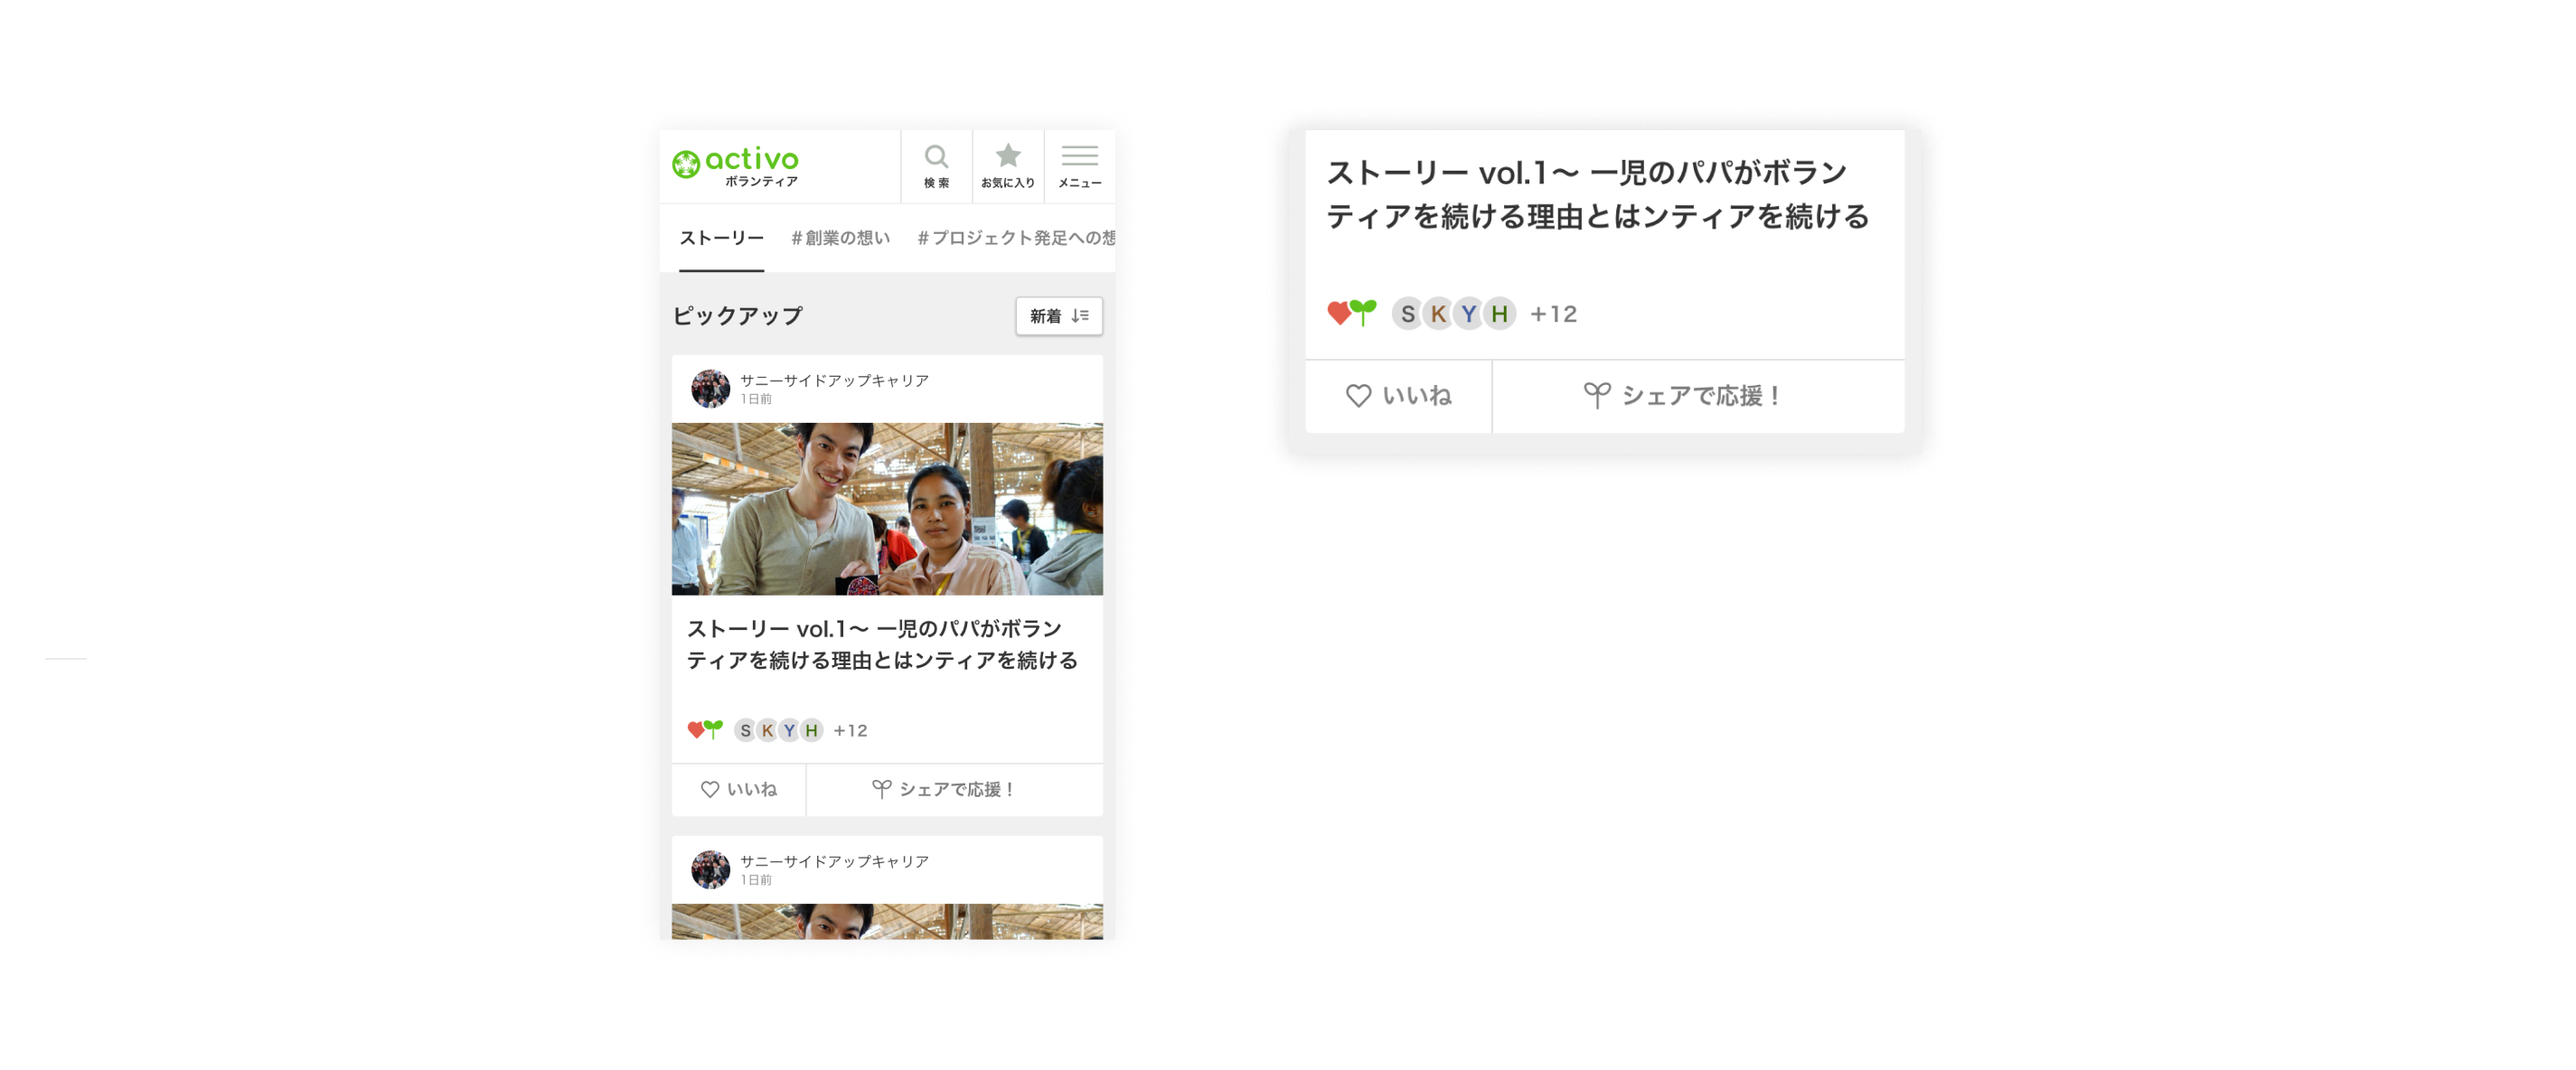 activo
ボランティア
検 索
お気に入り
メニュー
ストーリー
#創業の想い
#プロジェクト発足への想
ピックアップ
新着
サニーサイドアップキャリア
1日前
ストーリー vol.1〜 一児のパパがボラン
ティアを続ける理由とはンティアを続ける
S K Y H +12
いいね
シェアで応援！
サニーサイドアップキャリア
1日前
ストーリー vol.1〜 一児のパパがボラン
ティアを続ける理由とはンティアを続ける
S K Y H +12
いいね
シェアで応援！